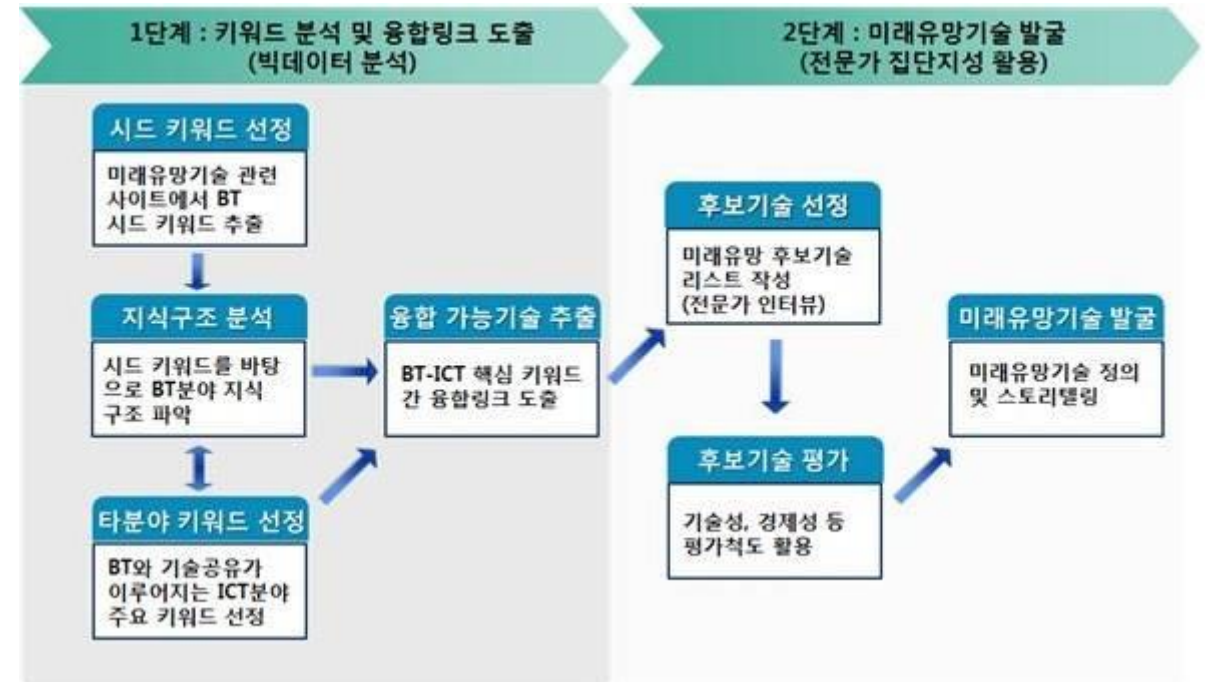 1단계 : 키워드 분석 및 융합링크 도출
(빅데이터 분석)
2단계 : 미래유망기술 발굴
(전문가 집단지성 활용)
시드 키워드 선정
미래유망기술 관련
사이트에서 BT
시드 키워드 추출
지식구조 분석
시드 키워드를 바탕
으로 BT분야 지식
구조 파악
타분야 키워드 선정
BT와 기술공유가
이루어지는 ICT분야
주요 키워드 선정
융합 가능기술 추출
BT-ICT 핵심 키워드
간 융합링크 도출
후보기술 선정
미래유망 후보기술
리스트 작성
(전문가 인터뷰)
후보기술 평가
기술성, 경제성 등
평가척도 활용
미래유망기술 발굴
미래유망기술 정의
및 스토리텔링